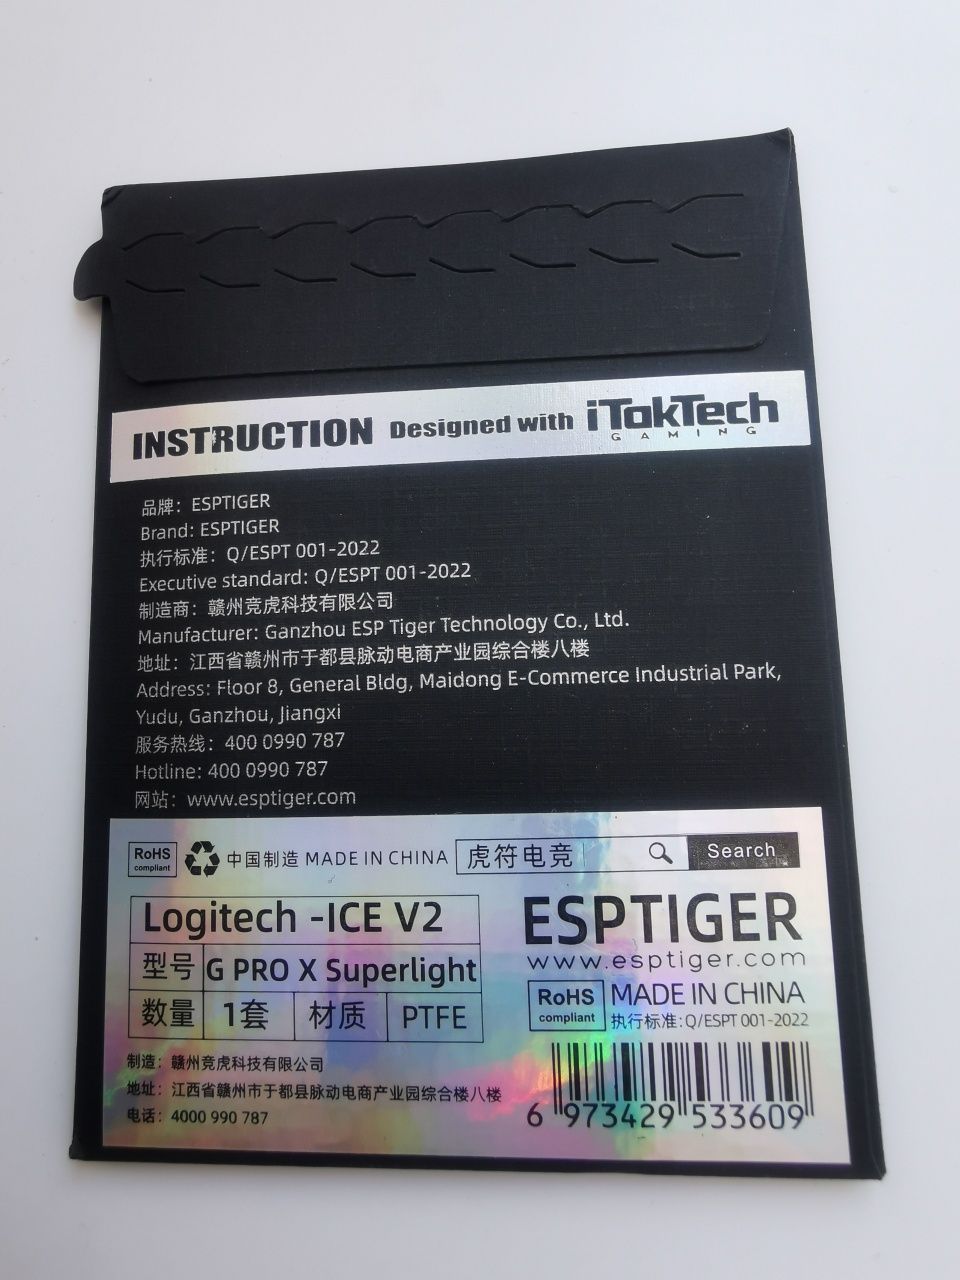 INSTRUCTION Designed with iTokTech
GAMING
品牌：ESPTIGER
Brand: ESPTIGER
执行标准：Q/ESPT 001-2022
Executive standard: Q/ESPT 001-2022
制造商：赣州竞虎科技有限公司
Manufacturer: Ganzhou ESP Tiger Technology Co., Ltd.
地址：江西省赣州市于都县脉动电商产业园综合楼八楼
Address: Floor 8, General Bldg, Maidong E-Commerce Industrial Park,
Yudu, Ganzhou, Jiangxi
服务热线：400 0990 787
Hotline: 400 0990 787
网站：www.esptiger.com
RoHS
compliant
中国制造 MADE IN CHINA
虎符电竞
Search
Logitech -ICE V2
型号 G PRO X Superlight
数量 1套 材质 PTFE
制造：赣州竞虎科技有限公司
地址：江西省赣州市于都县脉动电商产业园综合楼八楼
电话：4000 990 787
ESPTIGER
www.esptiger.com
RoHS
compliant
MADE IN CHINA
执行标准:Q/ESPT 001-2022
6 973429 533609